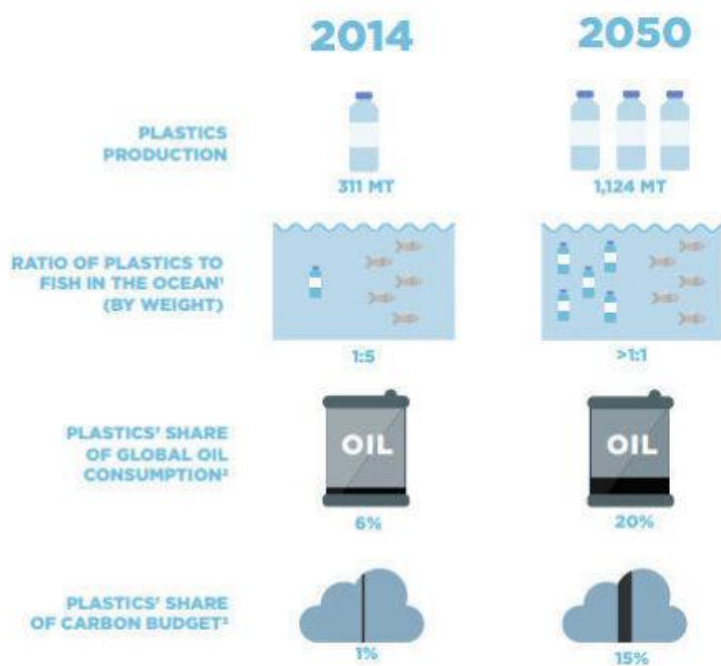 2014 2050
PLASTICS
PRODUCTION
311 MT 1,124 MT
RATIO OF PLASTICS TO
FISH IN THE OCEAN¹
(BY WEIGHT)
1:5 >1:1
PLASTICS' SHARE
OF GLOBAL OIL
CONSUMPTION²
OIL OIL
6% 20%
PLASTICS' SHARE
OF CARBON BUDGET³
1% 15%